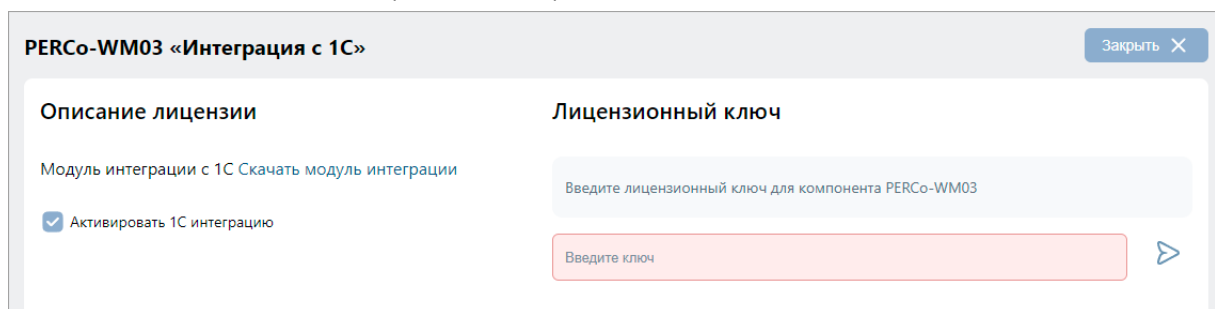 PERCo-WM03 «Интеграция с 1С»
Закрыть
Описание лицензии
Лицензионный ключ
Модуль интеграции с 1С Скачать модуль интеграции
Введите лицензионный ключ для компонента PERCo-WM03
Активировать 1С интеграцию
Введите ключ